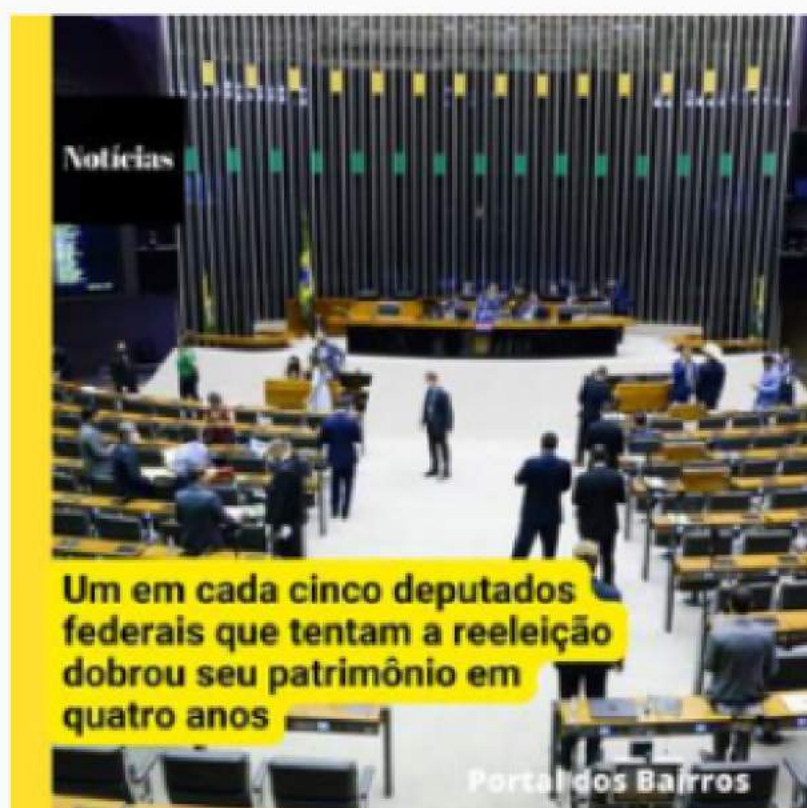 Notícias
Um em cada cinco deputados
federais que tentam a reeleição
dobrou seu patrimônio em
quatro anos
Portal dos Bairros